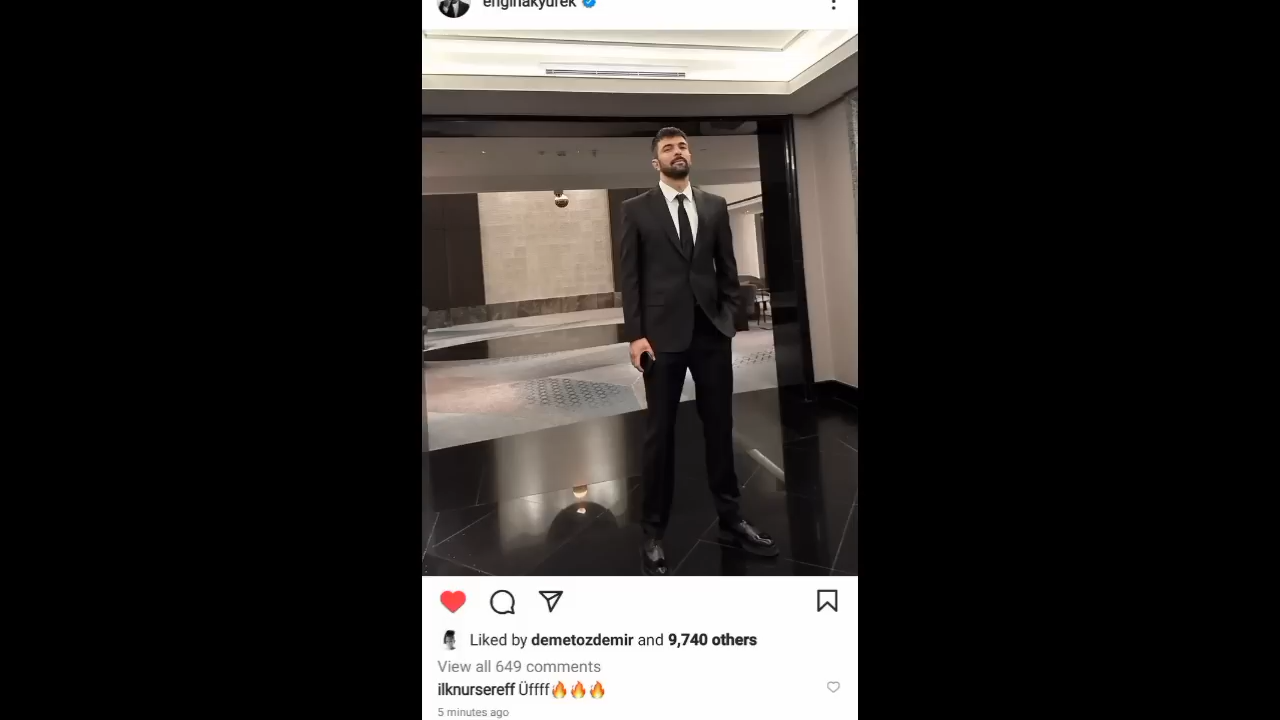 enginakyurek
Liked by demetozdemir and 9,740 others
View all 649 comments
ilknursereff Üffff🔥🔥🔥
5 minutes ago